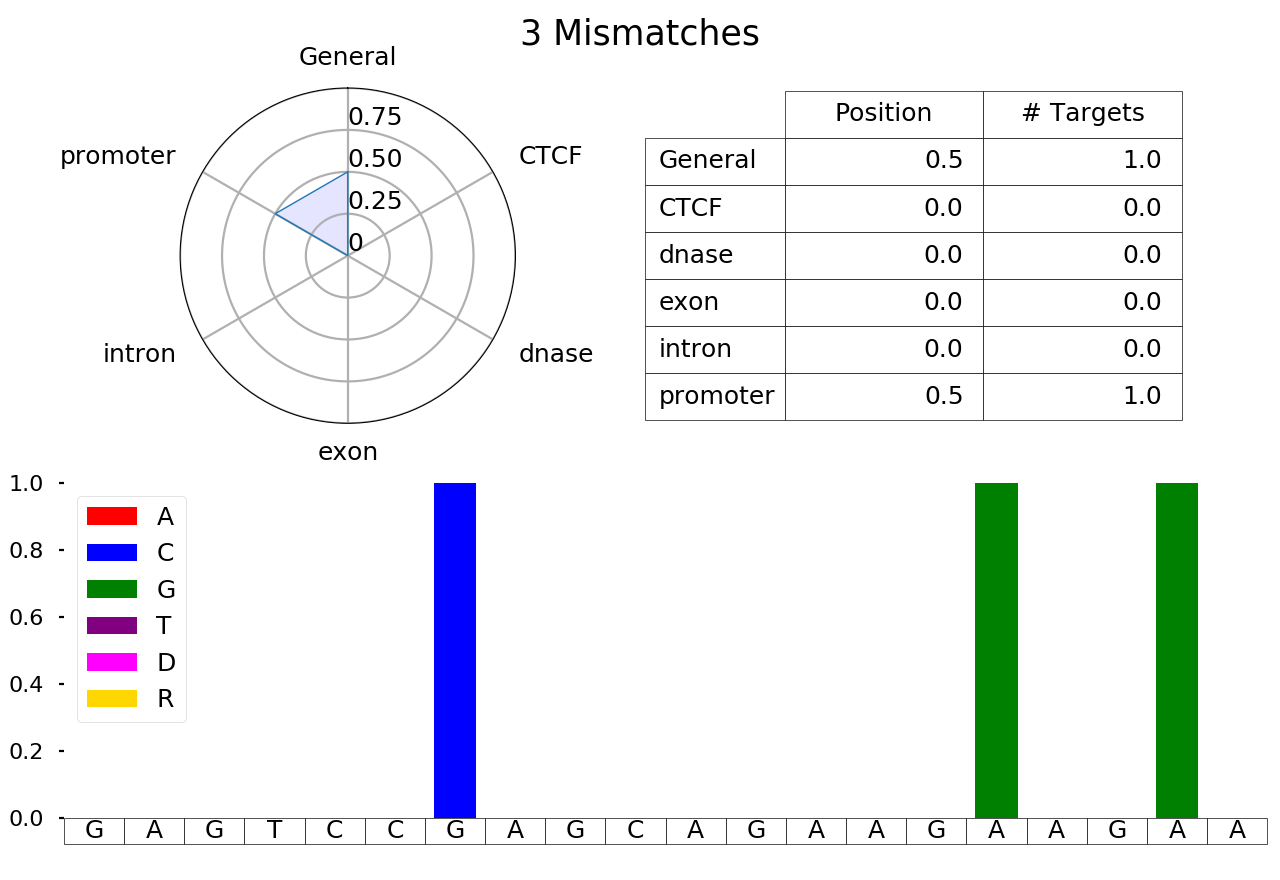 3 Mismatches
General
promoter
CTCF
intron
dnase
exon
0.75
0.50
0.25
0
Position # Targets
General 0.5 1.0
CTCF 0.0 0.0
dnase 0.0 0.0
exon 0.0 0.0
intron 0.0 0.0
promoter 0.5 1.0
1.0
0.8
0.6
0.4
0.2
0.0
A
C
G
T
D
R
G A G T C C G A G C A G A A G A A G A A